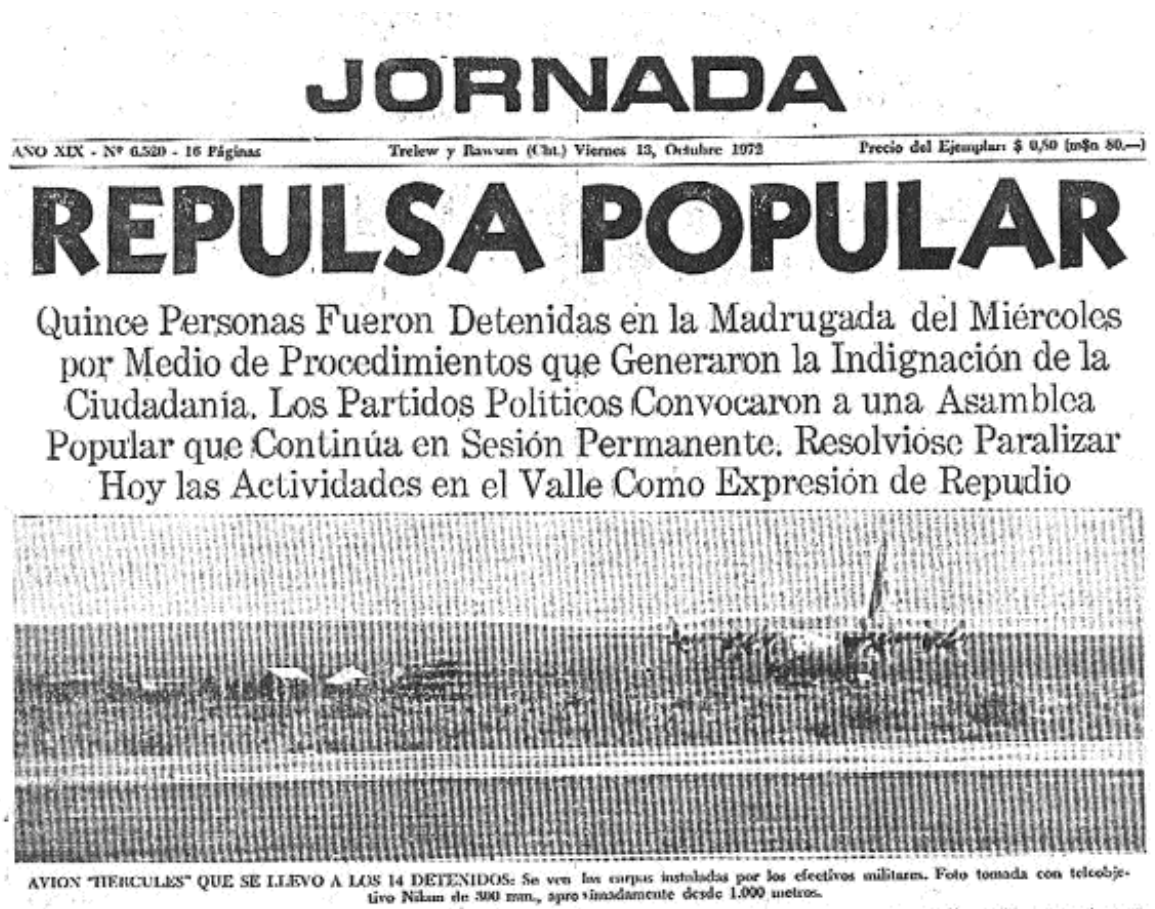 JORNADA
AÑO XIX - Nº 6.520 - 16 Páginas Trelew y Rawson (Cht.) Viernes 13, Octubre 1972 Precio del Ejemplar: $ 0,80 (m$n 80.—)
REPULSA POPULAR
Quince Personas Fueron Detenidas en la Madrugada del Miércoles
por Medio de Procedimientos que Generaron la Indignación de la
Ciudadanía. Los Partidos Políticos Convocaron a una Asamblea
Popular que Continúa en Sesión Permanente. Resolvióse Paralizar
Hoy las Actividades en el Valle Como Expresión de Repudio
AVION "HERCULES" QUE SE LLEVO A LOS 14 DETENIDOS: Se ven las carpas instaladas por los efectivos militares. Foto tomada con teleobje-
tivo Nikon de 300 mm., aproximadamente desde 1.000 metros.